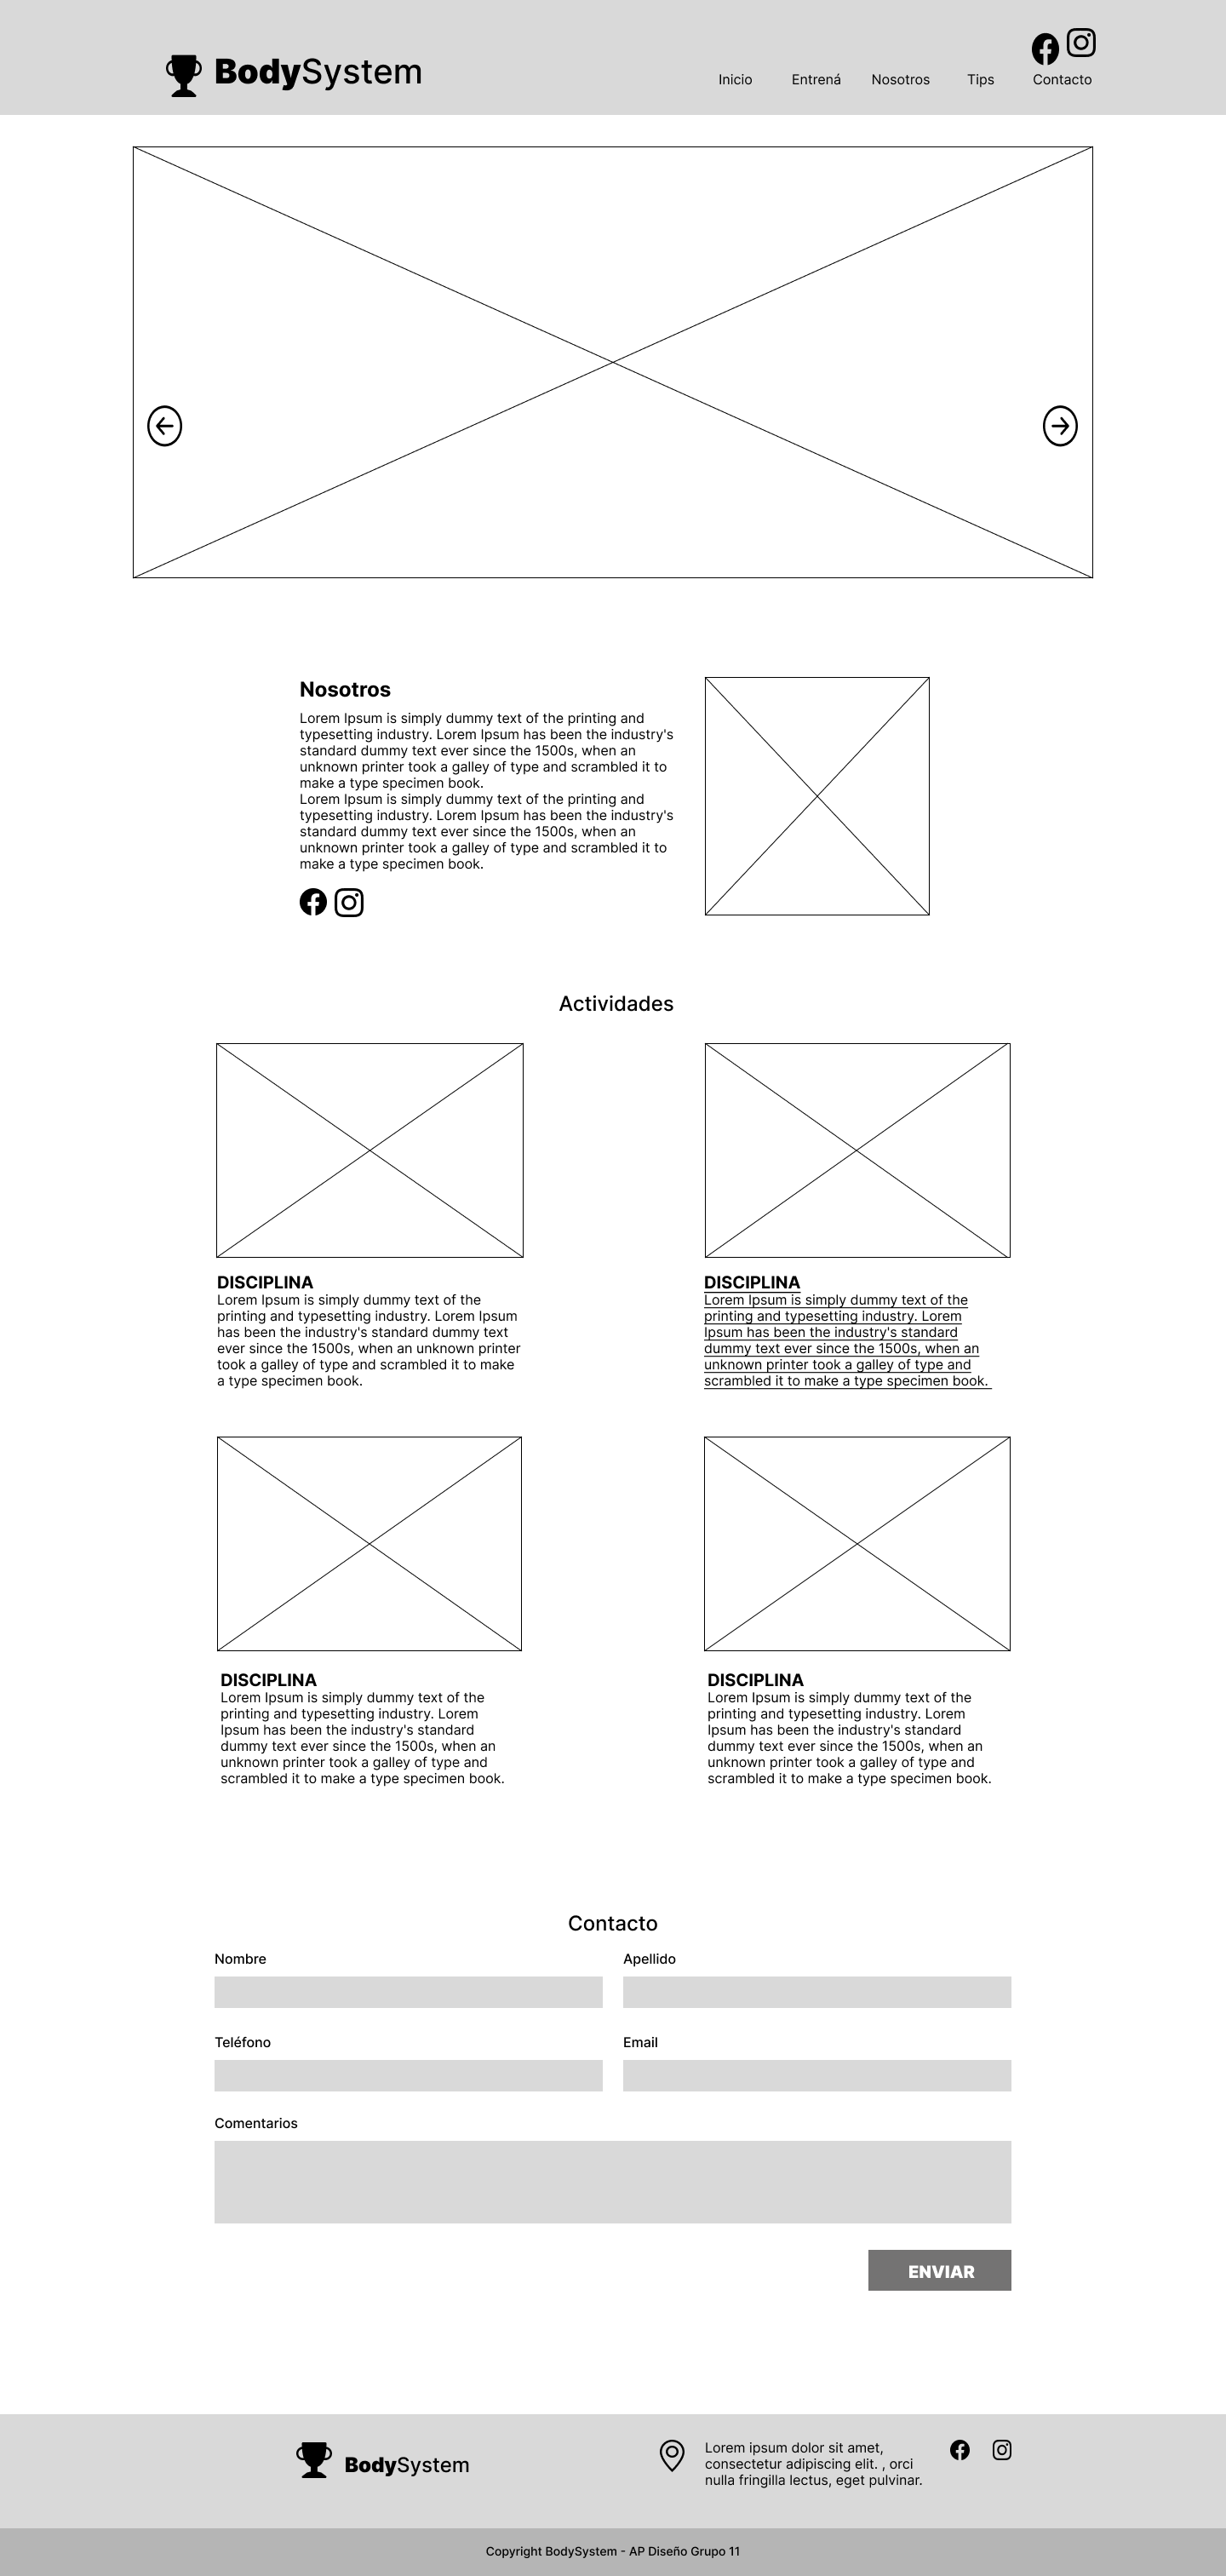 BodySystem
Inicio Entrená Nosotros Tips Contacto
Nosotros
Lorem Ipsum is simply dummy text of the printing and
typesetting industry. Lorem Ipsum has been the industry's
standard dummy text ever since the 1500s, when an
unknown printer took a galley of type and scrambled it to
make a type specimen book.
Lorem Ipsum is simply dummy text of the printing and
typesetting industry. Lorem Ipsum has been the industry's
standard dummy text ever since the 1500s, when an
unknown printer took a galley of type and scrambled it to
make a type specimen book.
Actividades
DISCIPLINA
Lorem Ipsum is simply dummy text of the
printing and typesetting industry. Lorem Ipsum
has been the industry's standard dummy text
ever since the 1500s, when an unknown printer
took a galley of type and scrambled it to make
a type specimen book.
DISCIPLINA
Lorem Ipsum is simply dummy text of the
printing and typesetting industry. Lorem
Ipsum has been the industry's standard
dummy text ever since the 1500s, when an
unknown printer took a galley of type and
scrambled it to make a type specimen book.
DISCIPLINA
Lorem Ipsum is simply dummy text of the
printing and typesetting industry. Lorem
Ipsum has been the industry's standard
dummy text ever since the 1500s, when an
unknown printer took a galley of type and
scrambled it to make a type specimen book.
DISCIPLINA
Lorem Ipsum is simply dummy text of the
printing and typesetting industry. Lorem
Ipsum has been the industry's standard
dummy text ever since the 1500s, when an
unknown printer took a galley of type and
scrambled it to make a type specimen book.
Contacto
Nombre
Apellido
Teléfono
Email
Comentarios
ENVIAR
BodySystem
Lorem ipsum dolor sit amet,
consectetur adipiscing elit. , orci
nulla fringilla lectus, eget pulvinar.
Copyright BodySystem - AP Diseño Grupo 11